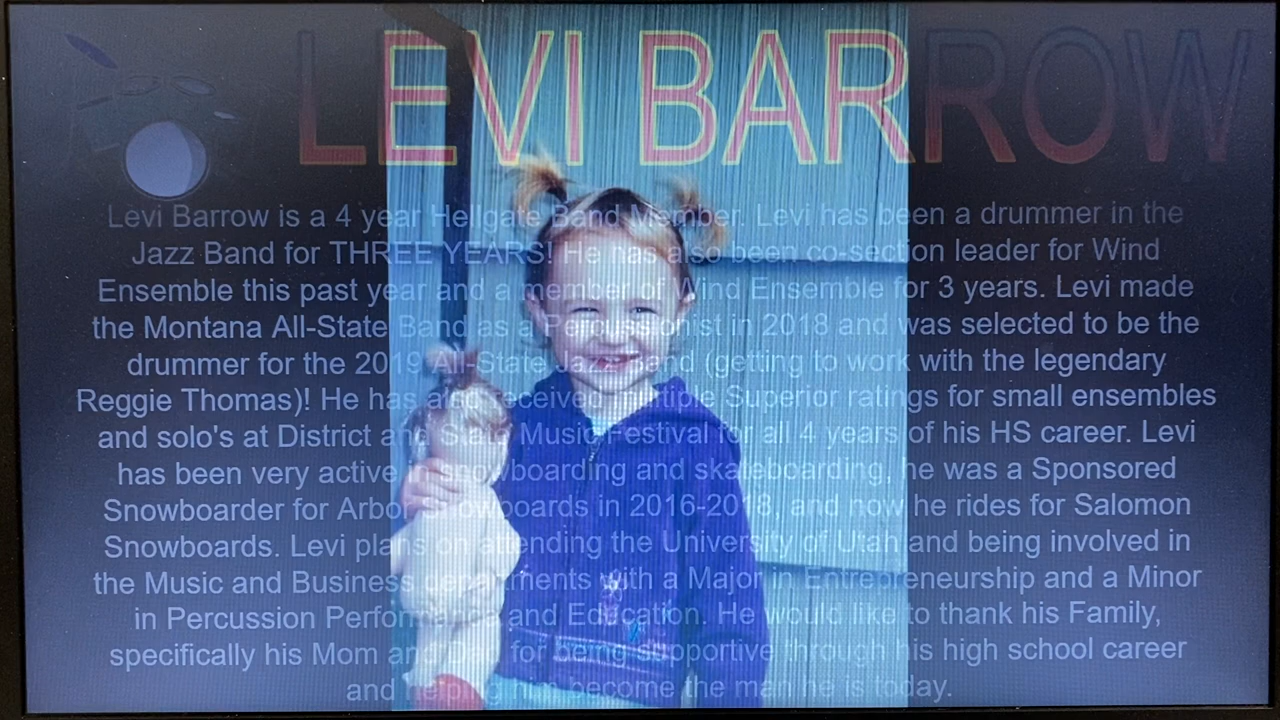 LEVI BARROW
Levi Barrow is a 4 year Hellgate Band Member. Levi has been a drummer in the
Jazz Band for THREE YEARS! He has also been co-section leader for Wind
Ensemble this past year and a member of Wind Ensemble for 3 years. Levi made
the Montana All-State Band as a Percussionist in 2018 and was selected to be the
drummer for the 2019 All-State Jazz Band (getting to work with the legendary
Reggie Thomas)! He has also received multiple Superior ratings for small ensembles
and solo's at District and State Music Festival for all 4 years of his HS career. Levi
has been very active in snowboarding and skateboarding, he was a Sponsored
Snowboarder for Arbor Snowboards in 2016-2018, and now he rides for Salomon
Snowboards. Levi plans on attending the University of Utah and being involved in
the Music and Business departments with a Major in Entrepreneurship and a Minor
in Percussion Performance and Education. He would like to thank his Family,
specifically his Mom and Dad for being supportive through his high school career
and helping him become the man he is today.